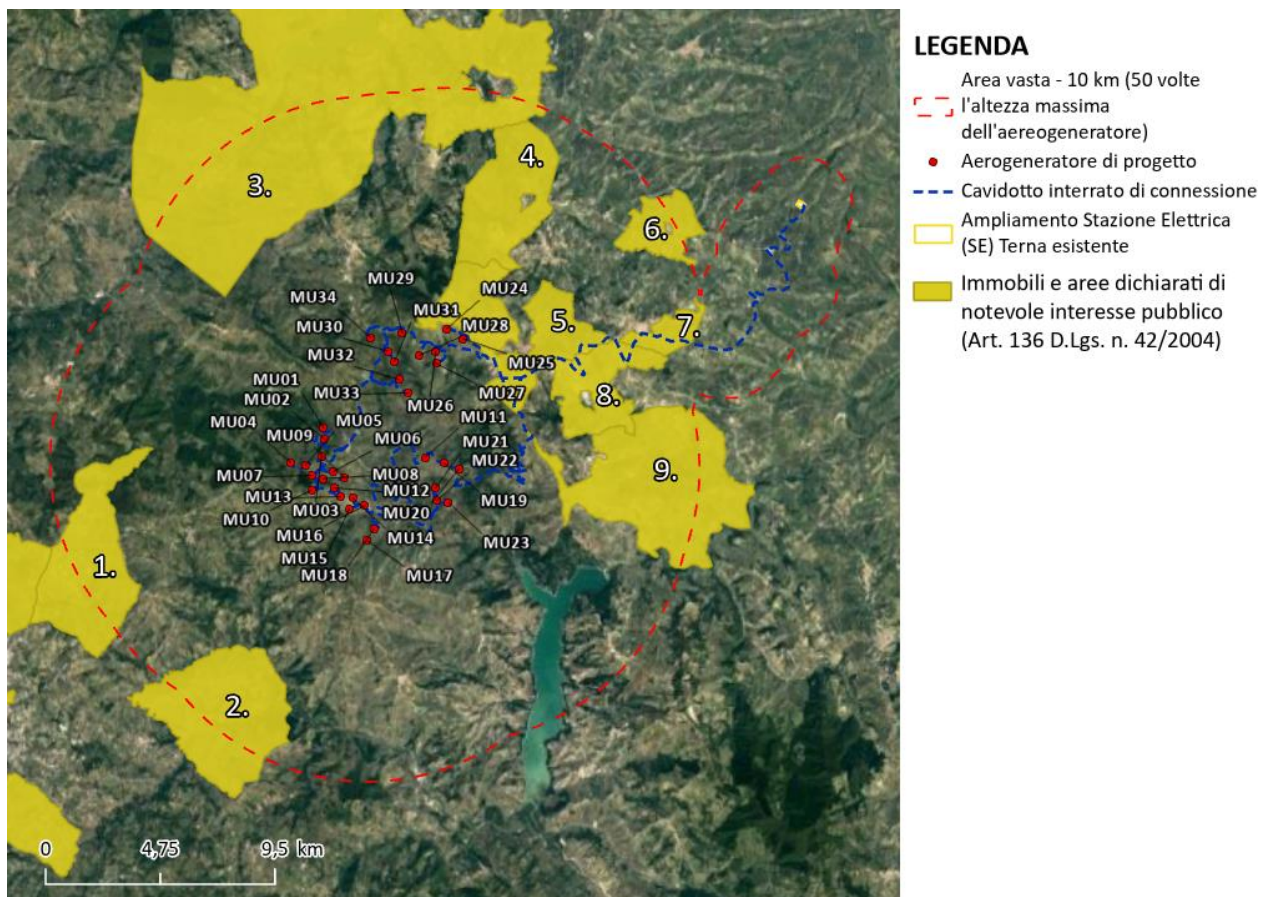 3.
4.
6.
MU29
MU24
MU34
MU31
MU30
MU28
5.
7.
MU32
MU25
MU01
MU33
MU27
MU02
MU26
8.
MU04
MU05
MU11
MU09
MU06
MU21
MU07
MU08
MU22
9.
MU13
MU12
MU19
MU10
MU03
MU20
MU16
MU14
MU23
MU15
1.
MU18
MU17
2.
0
4,75
9,5 km
LEGENDA
Area vasta - 10 km (50 volte
l'altezza massima
dell'aereogeneratore)
Aerogeneratore di progetto
Cavidotto interrato di connessione
Ampliamento Stazione Elettrica
(SE) Terna esistente
Immobili e aree dichiarati di
notevole interesse pubblico
(Art. 136 D.Lgs. n. 42/2004)